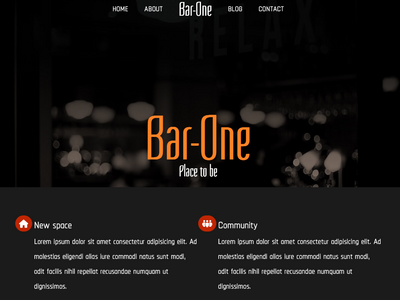 HOME ABOUT Bar-One BLOG CONTACT
RELAX
Bar-One
Place to be
New space
Lorem ipsum dolor sit amet consectetur adipisicing elit. Ad
voluptatem eligendi alias iure commodi natus sunt modi,
odit facilis nihil repellat recusandae numquam ut
dignissimos.
Community
Lorem ipsum dolor sit amet consectetur adipisicing elit. Ad
voluptatem eligendi alias iure commodi natus sunt modi,
odit facilis nihil repellat recusandae numquam ut
dignissimos.